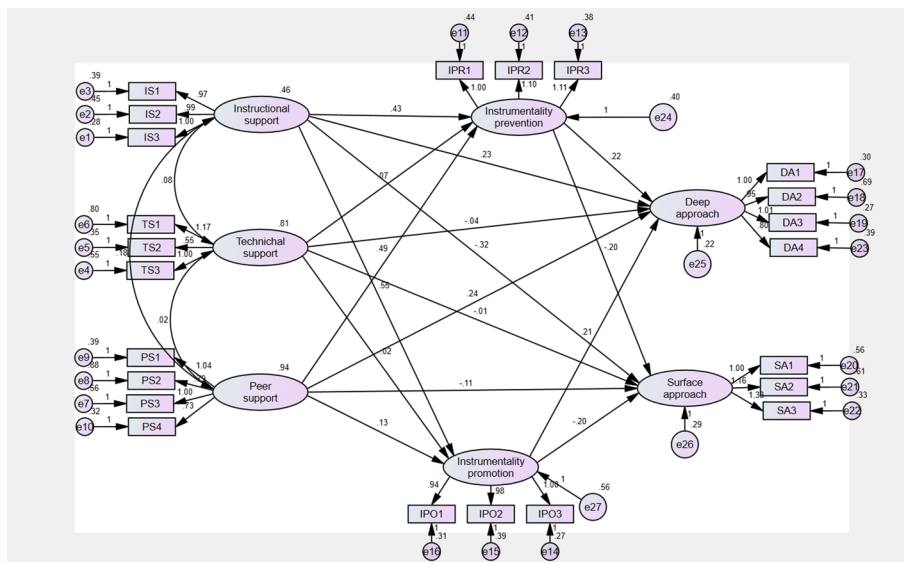 .44
.41
.38
e11
e12
e13
1
1
1
.39
IPR1
IPR2
IPR3
e3
1
IS1
.97
.46
1.00
1.10
1.11
.40
.45
Instructional
support
.43
Instrumentality
prevention
1
e24
e2
1
IS2
.99
.28
e1
1
IS3
1.00
.23
.22
.30
.07
DA1
1
e17
.08
1.00
.69
Deep
approach
.95
DA2
1
e18
.80
.81
-.04
1.01
.27
e6
1
TS1
1.17
DA3
1
e19
.35
Technichal
support
.80
.39
e5
1
TS2
.55
.49
-.32
1
.22
DA4
1
e23
.55
.18
-.20
e4
1
TS3
1.00
e25
.55
.24
-.01
.02
.21
.02
.39
.94
.56
e9
1
PS1
1.04
1.00
SA1
1
e20
.68
Peer
support
-.11
Surface
approach
1.16
.61
e8
1
PS2
SA2
1
e21
.56
1.00
1.38
.33
e7
1
PS3
1
.29
SA3
1
e22
.32
.73
.13
-.20
e10
1
PS4
e26
Instrumentality
promotion
1
.56
.94
.98
1.00
e27
IPO1
IPO2
IPO3
1
1
1
.31
.39
.27
e16
e15
e14